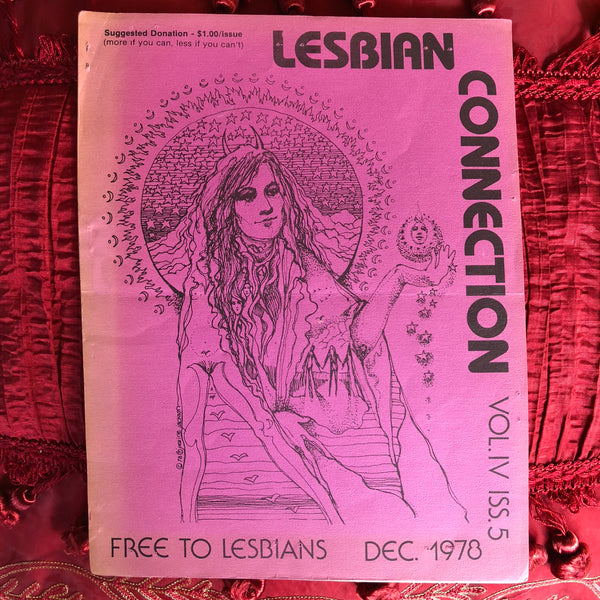 Suggested Donation - $1.00/issue
(more if you can, less if you can't)
LESBIAN
CONNECTION
VOL. IV ISS. 5
FREE TO LESBIANS DEC. 1978